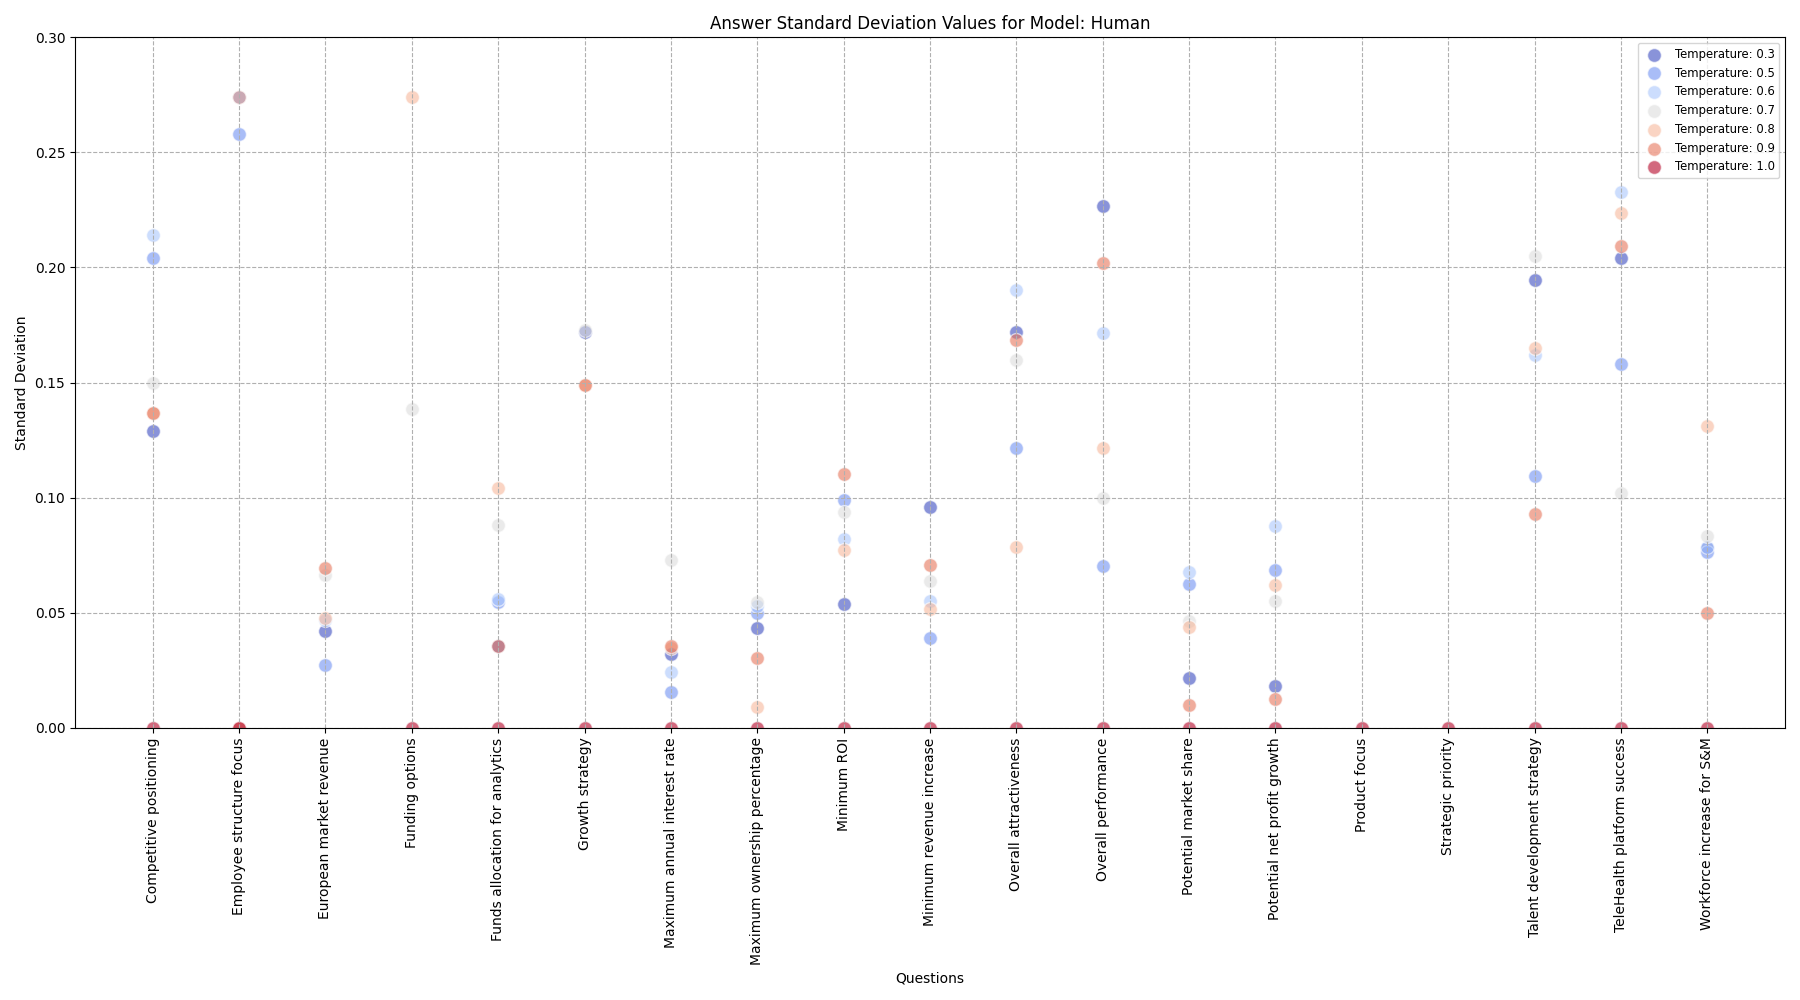 Answer Standard Deviation Values for Model: Human
0.30
0.25
0.20
0.15
0.10
0.05
0.00
Standard Deviation
Temperature: 0.3
Temperature: 0.5
Temperature: 0.6
Temperature: 0.7
Temperature: 0.8
Temperature: 0.9
Temperature: 1.0
Competitive positioning
Employee structure focus
European market revenue
Funding options
Funds allocation for analytics
Growth strategy
Maximum annual interest rate
Maximum ownership percentage
Minimum ROI
Minimum revenue increase
Overall attractiveness
Overall performance
Potential market share
Potential net profit growth
Product focus
Strategic priority
Talent development strategy
TeleHealth platform success
Workforce increase for S&M
Questions